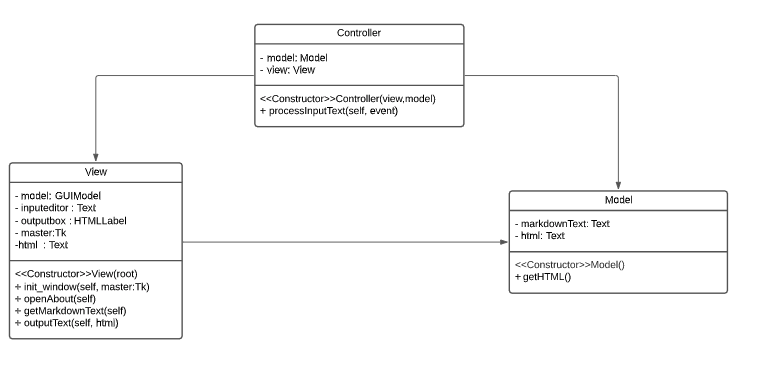 Controller
- model: Model
- view: View
<<Constructor>>Controller(view,model)
+ processInputText(self, event)
View
- model: GUIModel
- inputeditor : Text
- outputbox : HTMLLabel
- master:Tk
-html : Text
<<Constructor>>View(root)
+ init_window(self, master:Tk)
+ openAbout(self)
+ getMarkdownText(self)
+ outputText(self, html)
Model
- markdownText: Text
- html: Text
<<Constructor>>Model()
+ getHTML()